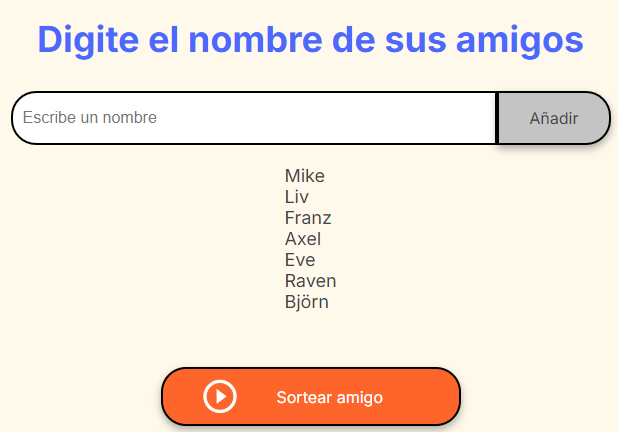 Digite el nombre de sus amigos
Escribe un nombre
Añadir
Mike
Liv
Franz
Axel
Eve
Raven
Björn
Sortear amigo